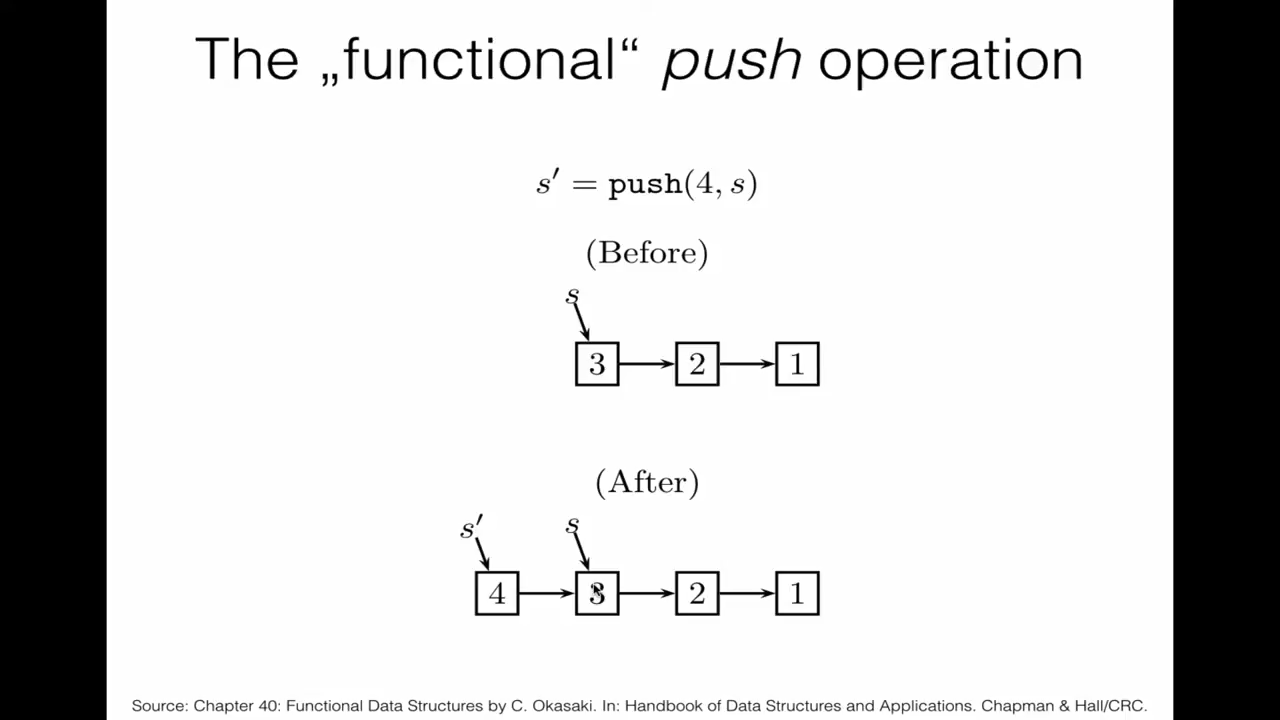 The „functional“ push operation
s′ = push(4, s)
(Before)
s
3 2 1
(After)
s′ s
4 3 2 1
Source: Chapter 40: Functional Data Structures by C. Okasaki. In: Handbook of Data Structures and Applications. Chapman & Hall/CRC.